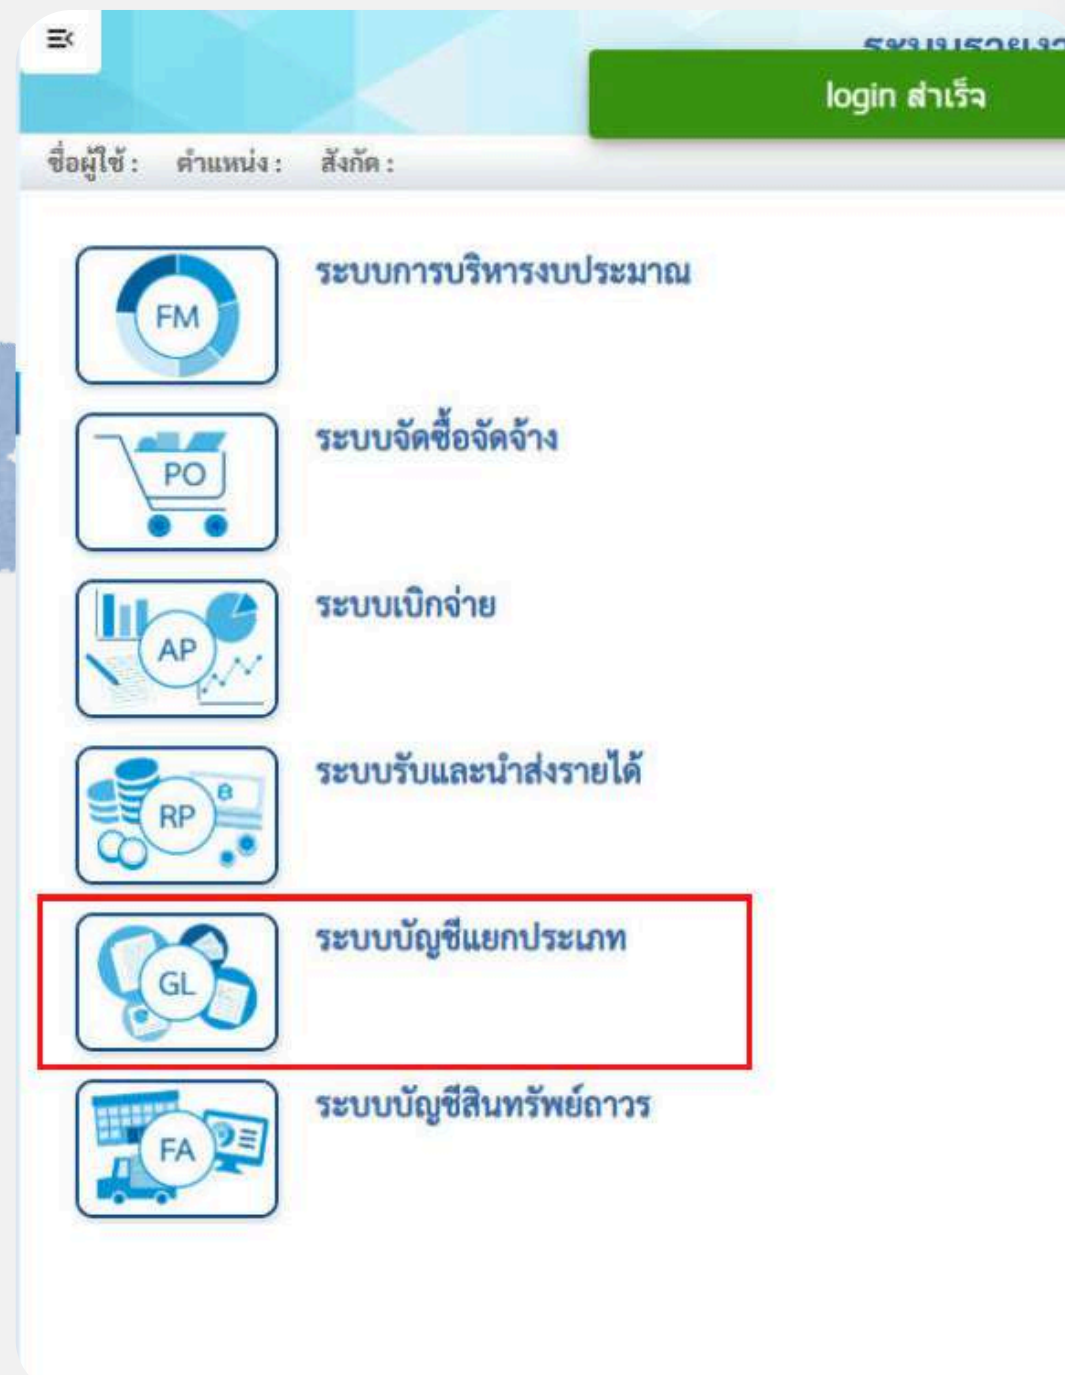 login สำเร็จ
ชื่อผู้ใช้ : ตำแหน่ง : สังกัด :
FM
ระบบการบริหารงบประมาณ
PO
ระบบจัดซื้อจัดจ้าง
AP
ระบบเบิกจ่าย
RP
ระบบรับและนำส่งรายได้
GL
ระบบบัญชีแยกประเภท
FA
ระบบบัญชีสินทรัพย์ถาวร